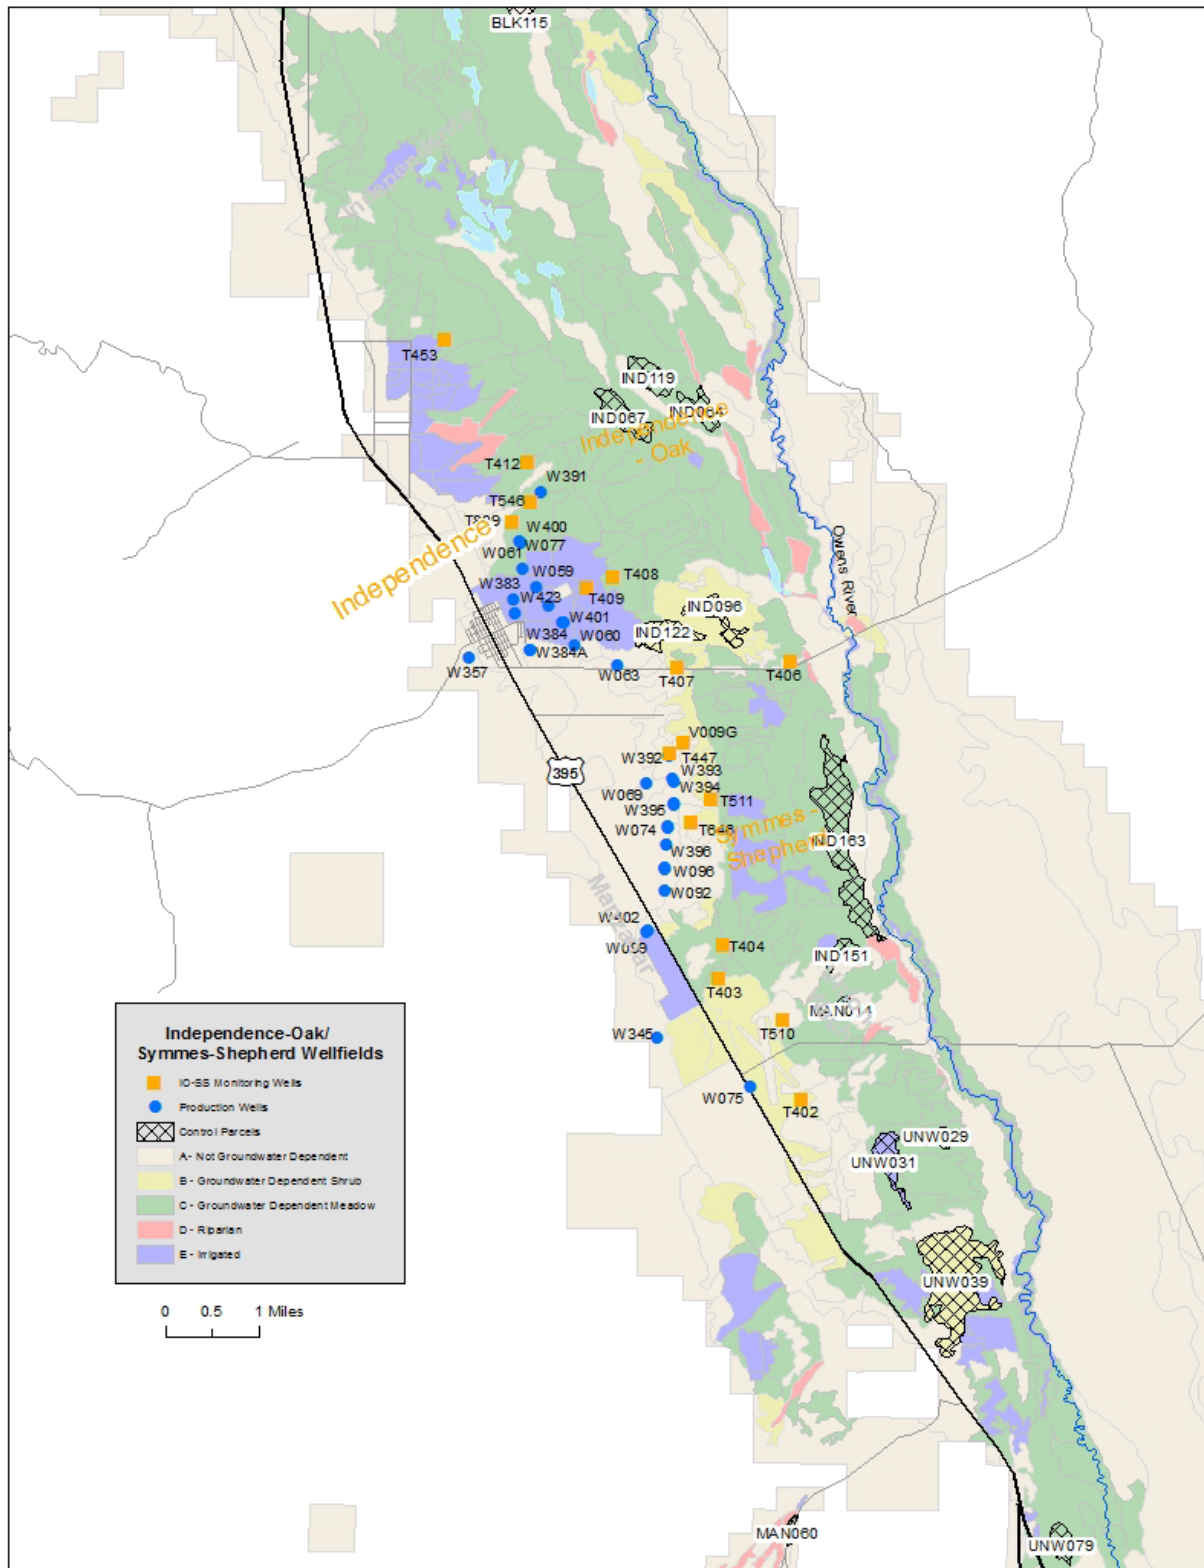 BLK115
T453
IND119
IND067
IND064
Independence
- Oak
T412
W391
T546
W400
W077
W061
Independence
W059
T408
W383
W423
T409
IND096
W401
IND122
W384
W060
W384A
W357
W063
T407
T406
Owens River
V009G
W392
T447
W393
395
W069
W394
W395
T511
W074
Symmes -
Shepherd
IND163
W396
W096
W092
W402
Manzanar
T404
IND151
T403
T510
W345
W075
T402
UNW029
UNW031
UNW039
MAN060
UNW079
Independence-Oak/
Symmes-Shepherd Wellfields
IO-SS Monitoring Wells
Production Wells
Control Parcels
A - Not Groundwater Dependent
B - Groundwater Dependent Shrub
C - Groundwater Dependent Meadow
D - Riparian
E - Irrigated
0 0.5 1 Miles